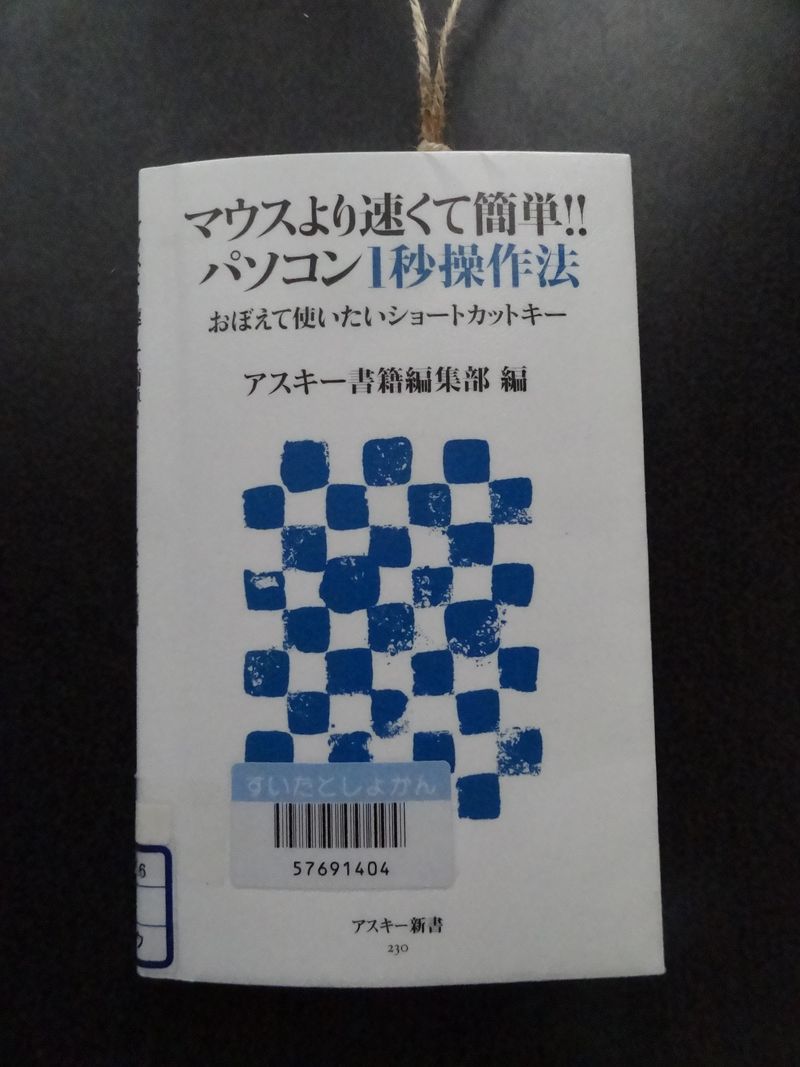 マウスより速くて簡単!!
パソコン1秒操作法
おぼえて使いたいショートカットキー
アスキー書籍編集部 編
すいたとしよかん
57691404
アスキー新書
230